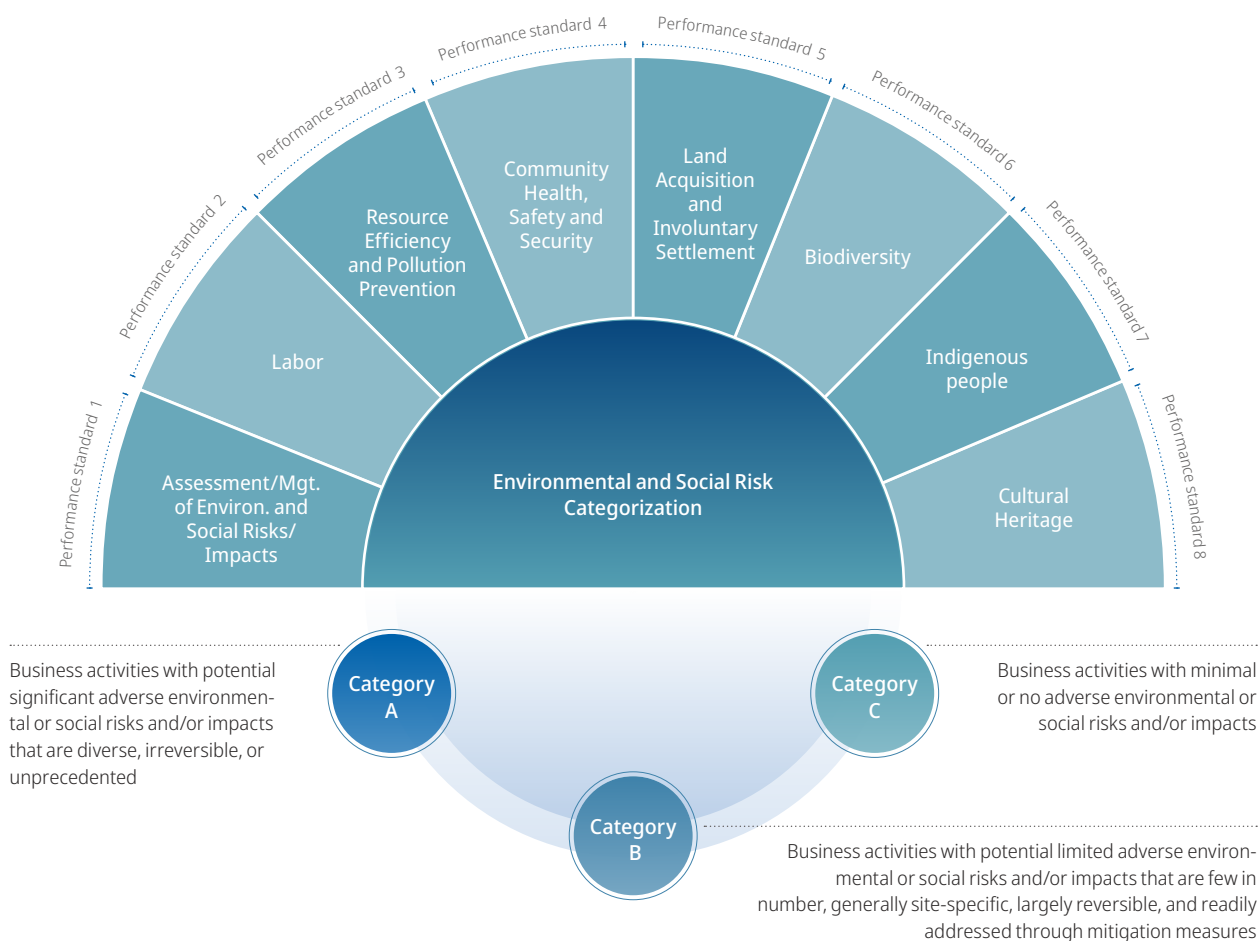 Performance standard 1
Performance standard 2
Performance standard 3
Performance standard 4
Performance standard 5
Performance standard 6
Performance standard 7
Performance standard 8
Assessment/Mgt.
of Environ. and
Social Risks/
Impacts
Labor
Resource
Efficiency
and Pollution
Prevention
Community
Health,
Safety and
Security
Land
Acquisition
and
Involuntary
Settlement
Biodiversity
Indigenous
people
Cultural
Heritage
Environmental and Social Risk
Categorization
Category
A
Business activities with potential
significant adverse environmen-
tal or social risks and/or impacts
that are diverse, irreversible, or
unprecedented
Category
C
Business activities with minimal
or no adverse environmental or
social risks and/or impacts
Category
B
Business activities with potential limited adverse environ-
mental or social risks and/or impacts that are few in
number, generally site-specific, largely reversible, and readily
addressed through mitigation measures